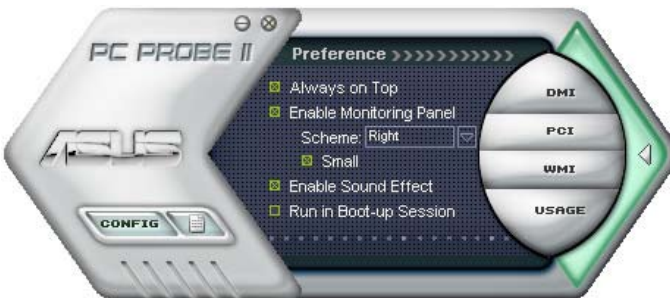 PC PROBE II
ASUS
CONFIG
Preference
Always on Top
Enable Monitoring Panel
Scheme: Right
Small
Enable Sound Effect
Run in Boot-up Session
DMI
PCI
WMI
USAGE